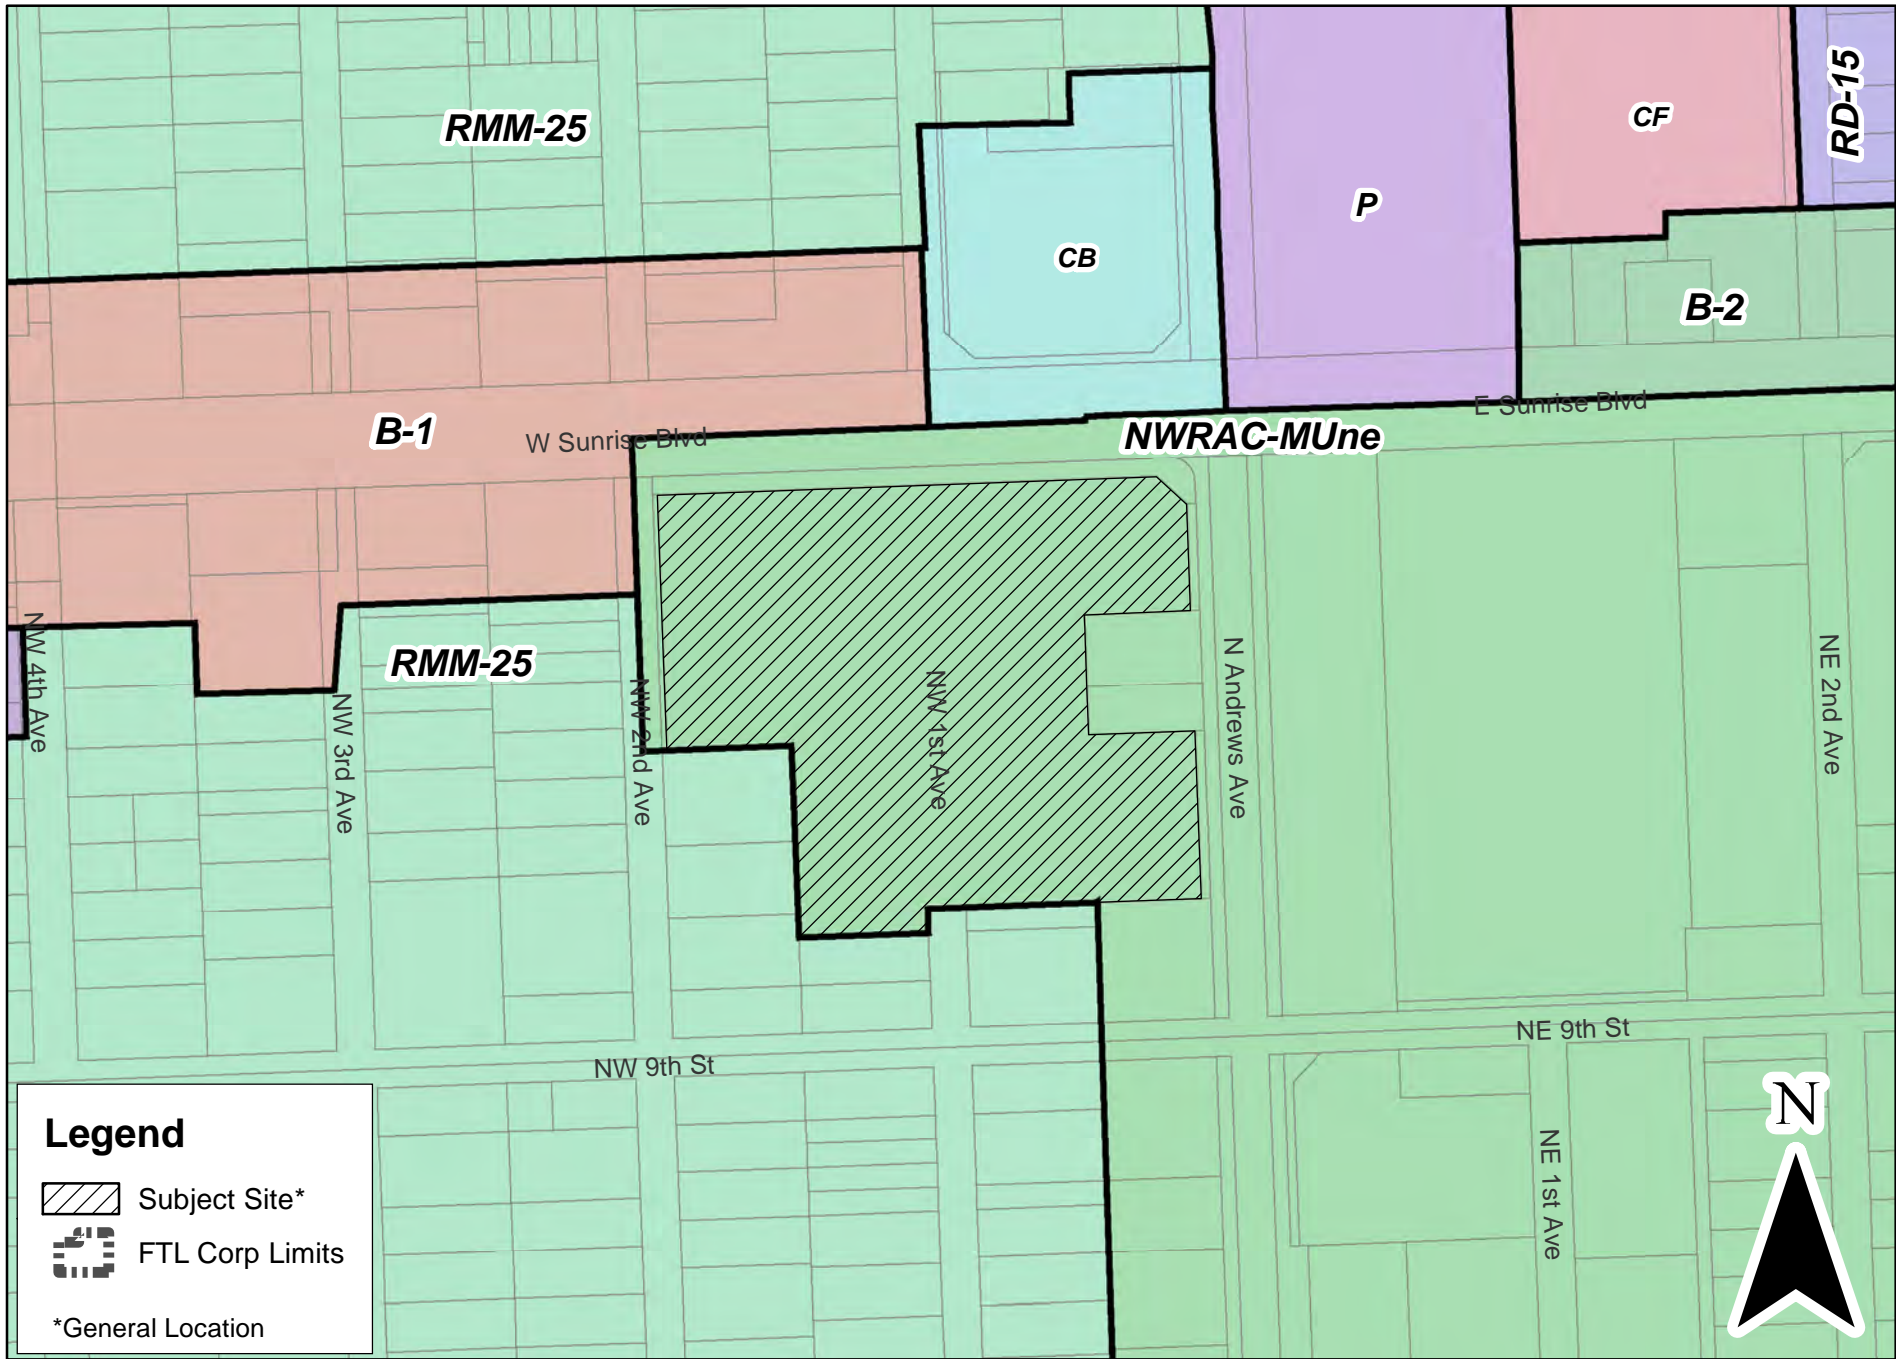 RD-15
CF
RMM-25
P
CB
B-2
E Sunrise Blvd
B-1
W Sunrise Blvd
NWRAC-MUne
NW 4th Ave
RMM-25
NW 3rd Ave
NW 2nd Ave
NW 1st Ave
N Andrews Ave
NE 2nd Ave
NE 9th St
NW 9th St
NE 1st Ave
N
Legend
Subject Site*
FTL Corp Limits
*General Location